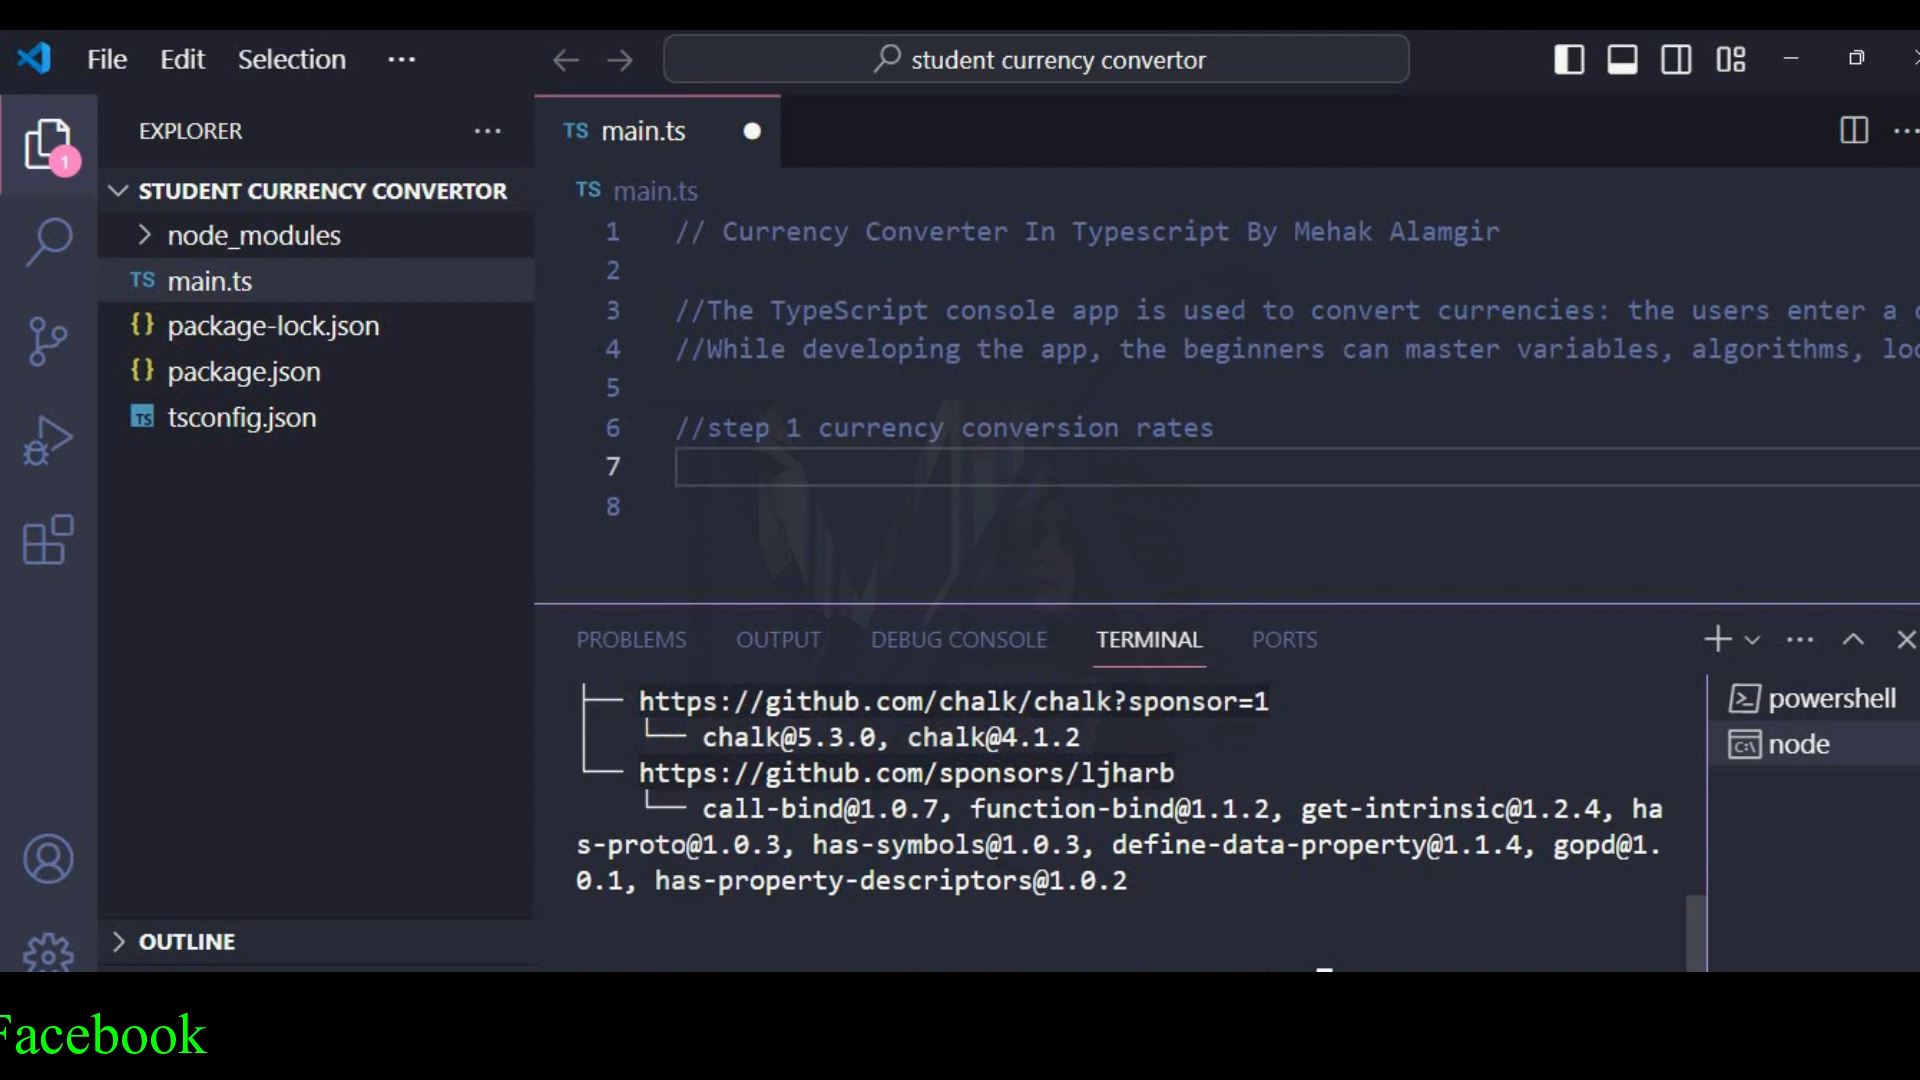 File Edit Selection ...
student currency convertor
EXPLORER
1
STUDENT CURRENCY CONVERTOR
node_modules
TS main.ts
{} package-lock.json
{} package.json
TS tsconfig.json
OUTLINE
TS main.ts
TS main.ts
1 // Currency Converter In Typescript By Mehak Alamgir
2
3 //The TypeScript console app is used to convert currencies: the users enter a
4 //While developing the app, the beginners can master variables, algorithms,
5
6 //step 1 currency conversion rates
7
8
PROBLEMS OUTPUT DEBUG CONSOLE TERMINAL PORTS
https://github.com/chalk/chalk?sponsor=1
chalk@5.3.0, chalk@4.1.2
https://github.com/sponsors/ljharb
call-bind@1.0.7, function-bind@1.1.2, get-intrinsic@1.2.4, ha
s-proto@1.0.3, has-symbols@1.0.3, define-data-property@1.1.4, gopd@1.
0.1, has-property-descriptors@1.0.2
powershell
node
Facebook